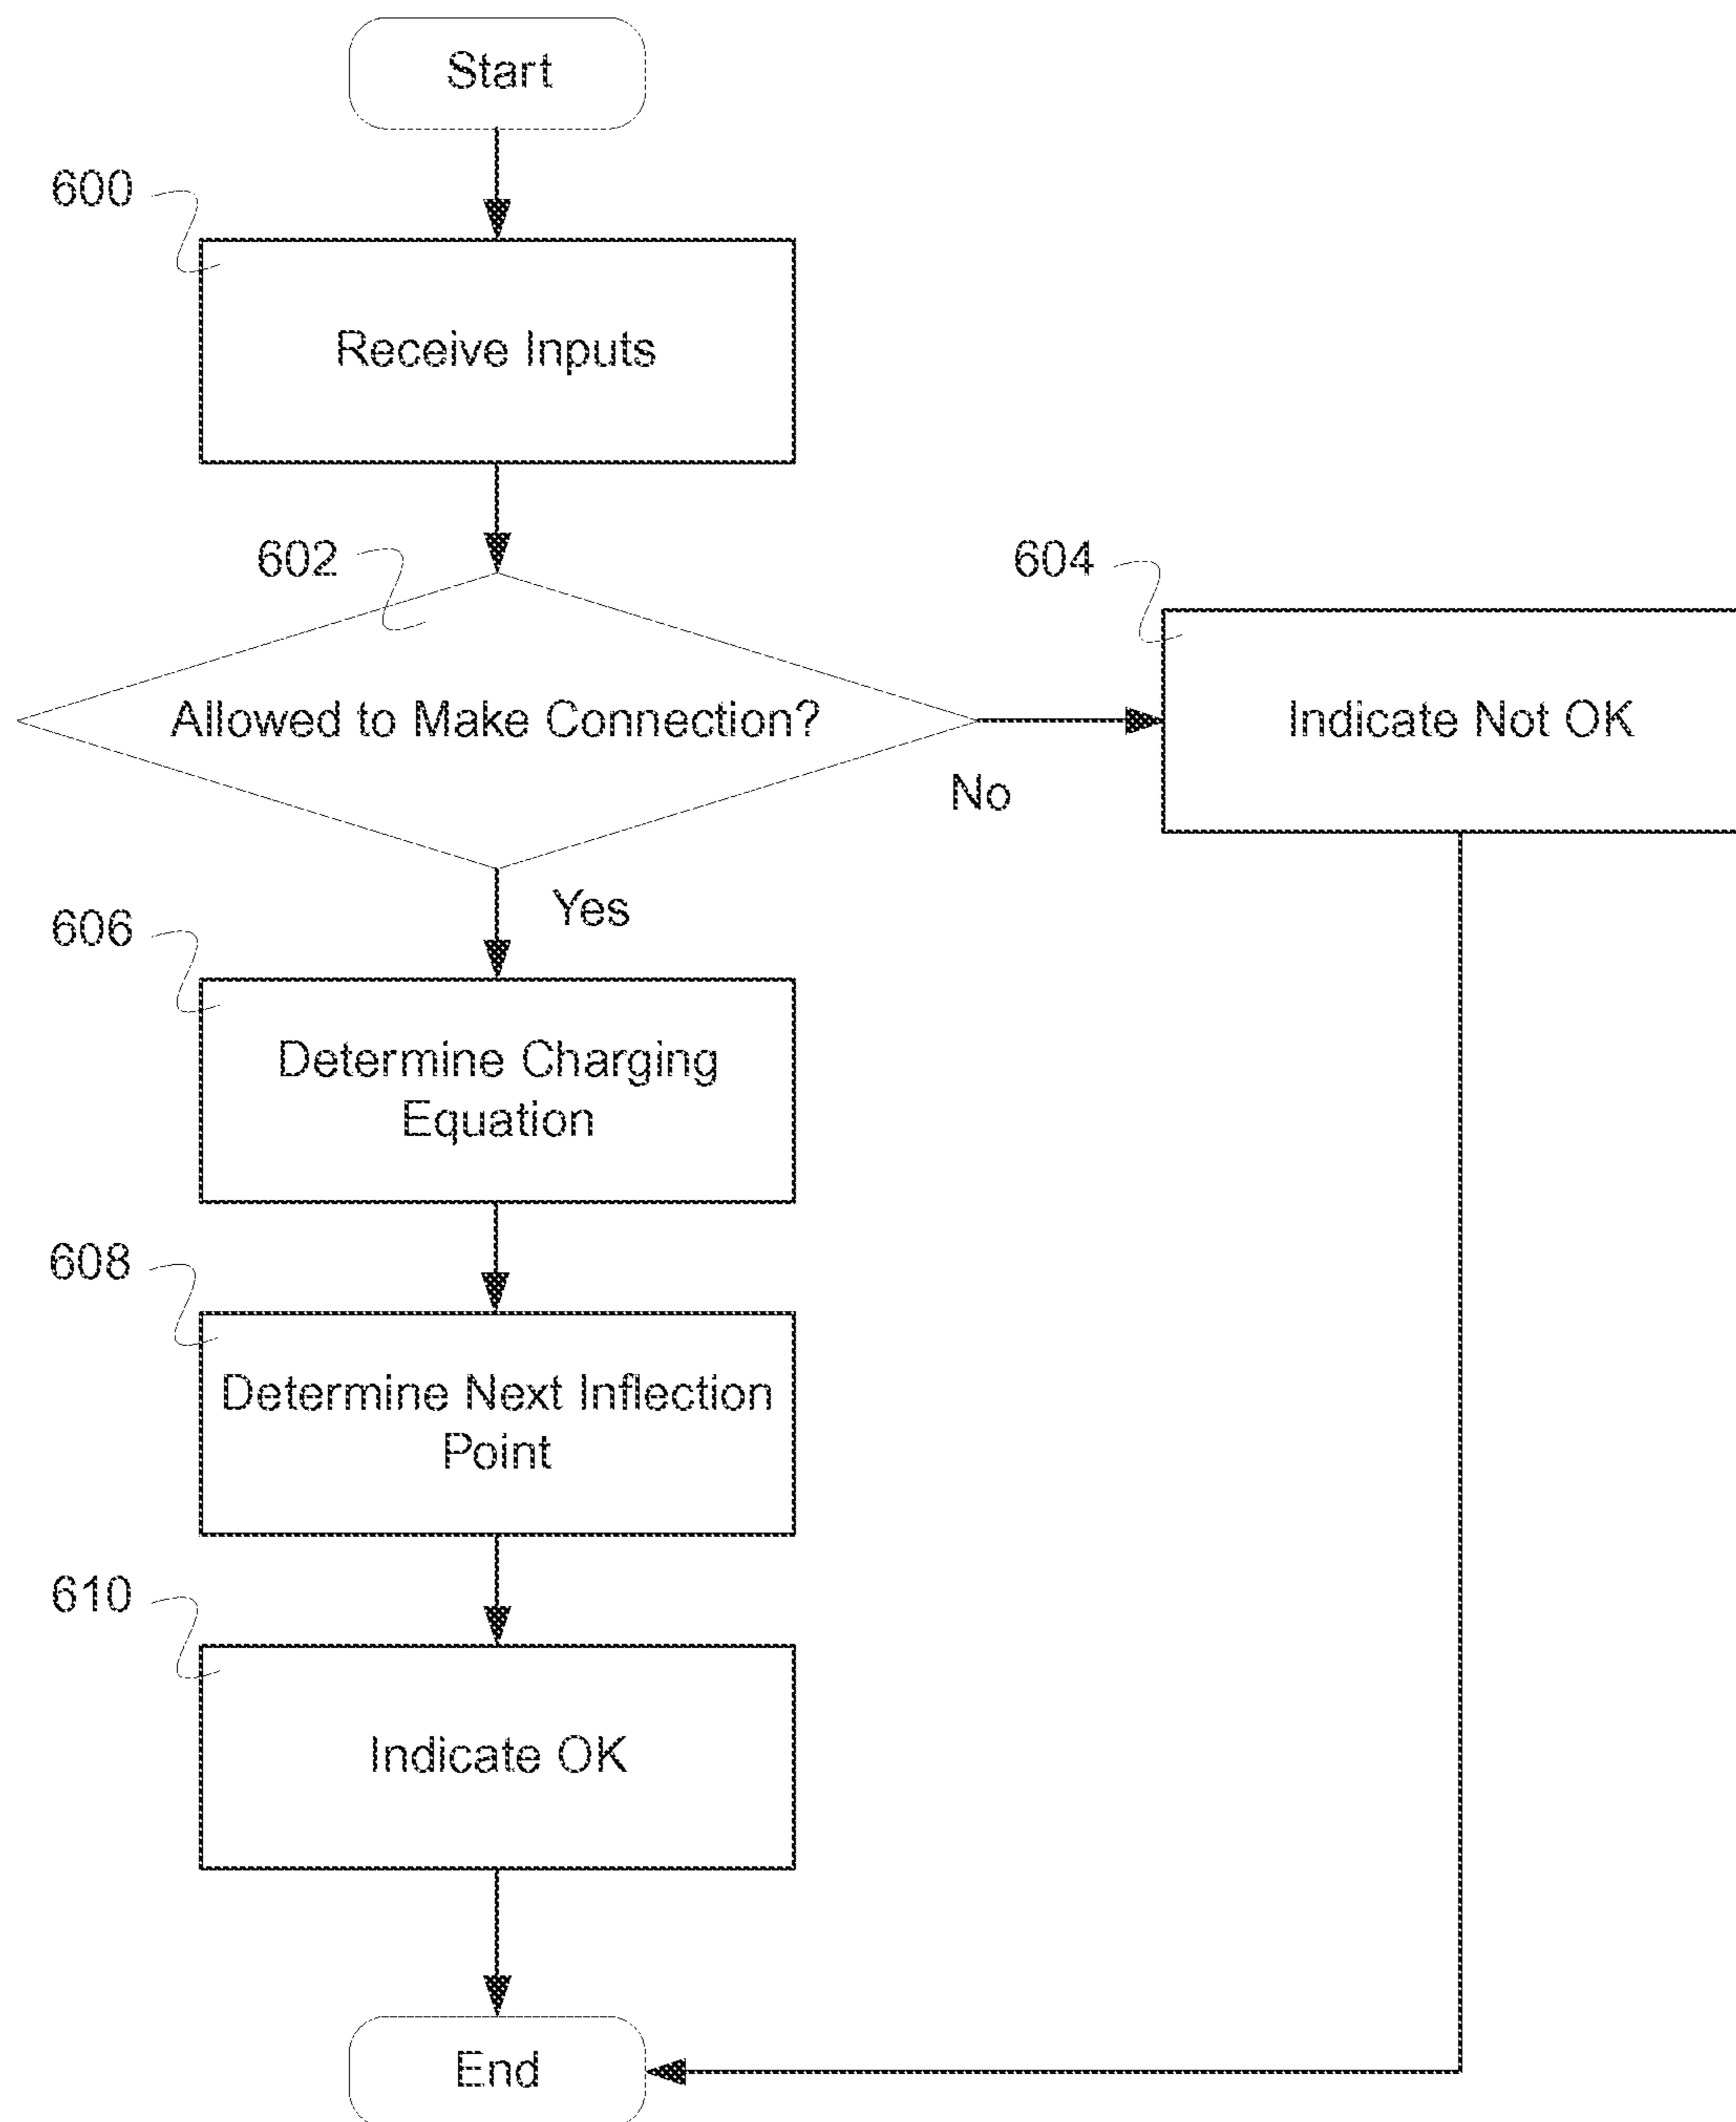 Start
600
Receive Inputs
602
604
Allowed to Make Connection?
Indicate Not OK
No
Yes
606
Determine Charging
Equation
608
Determine Next Inflection
Point
610
Indicate OK
End